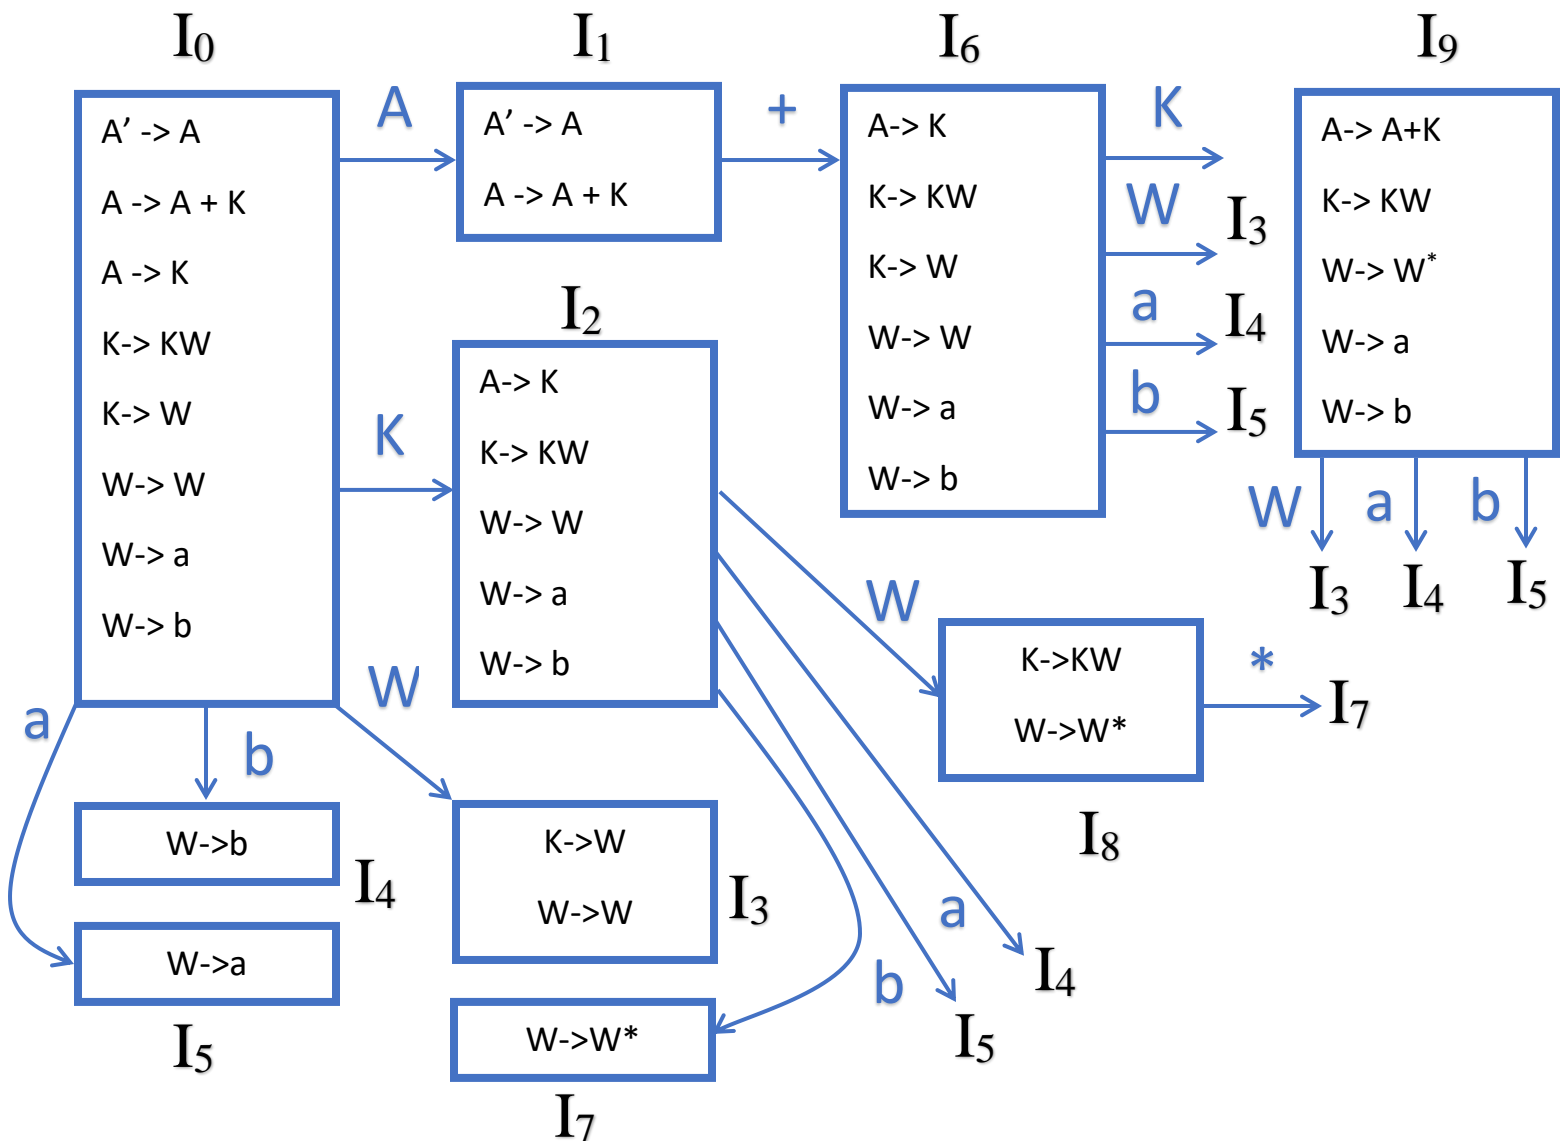 I0
A' -> A
A -> A + K
A -> K
K-> KW
K-> W
W-> W
W-> a
W-> b
A
K
W
a
b
I1
A' -> A
A -> A + K
+
I2
A-> K
K-> KW
W-> W
W-> a
W-> b
W
a
b
I4
I5
I6
A-> K
K-> KW
K-> W
W-> W
W-> a
W-> b
K
W
a
b
I3
I4
I5
I9
A-> A+K
K-> KW
W-> W*
W-> a
W-> b
W
a
b
I3
I4
I5
K->KW
W->W*
I8
*
I7
W->b
I4
W->a
I5
K->W
W->W
I3
W->W*
I7